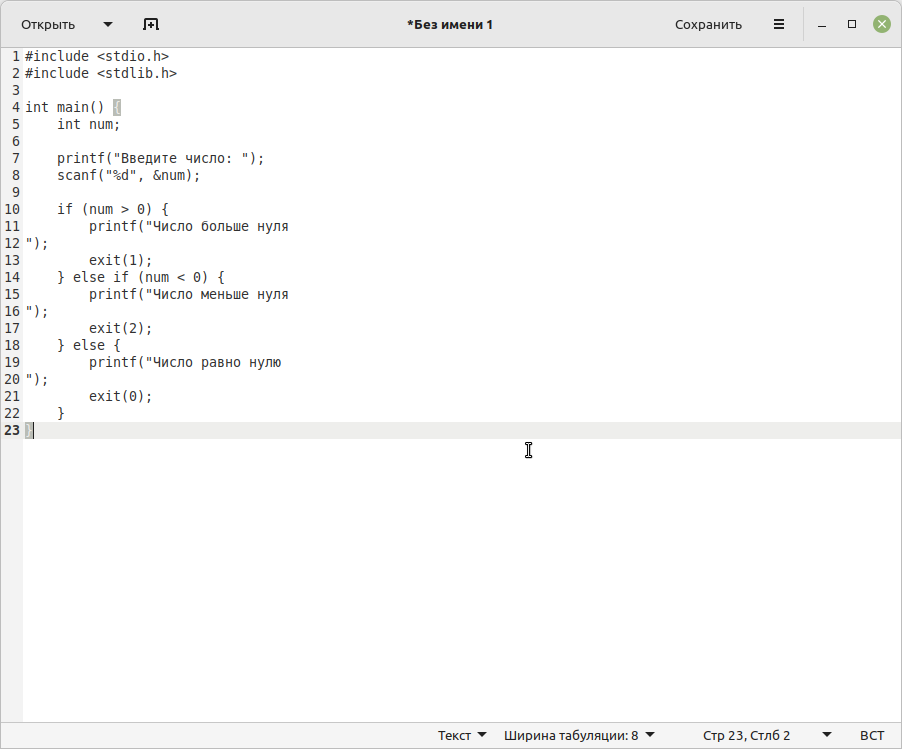 Открыть *Без имени 1 Сохранить
1 #include <stdio.h>
2 #include <stdlib.h>
3
4 int main() {
5     int num;
6
7     printf("Введите число: ");
8     scanf("%d", &num);
9
10     if (num > 0) {
11         printf("Число больше нуля
12 ");
13         exit(1);
14     } else if (num < 0) {
15         printf("Число меньше нуля
16 ");
17         exit(2);
18     } else {
19         printf("Число равно нулю
20 ");
21         exit(0);
22     }
23 }
Текст Ширина табуляции: 8 Стр 23, Стлб 2 ВСТ